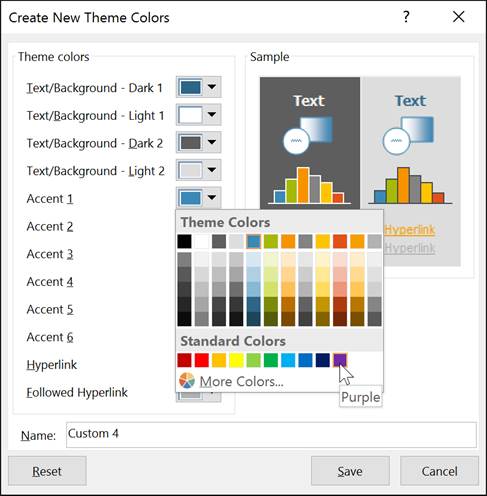 Create New Theme Colors
?
Theme colors
Sample
Text/Background - Dark 1
Text/Background - Light 1
Text/Background - Dark 2
Text/Background - Light 2
Accent 1
Accent 2
Accent 3
Accent 4
Accent 5
Accent 6
Hyperlink
Followed Hyperlink
Text
Text
Hyperlink
Hyperlink
Theme Colors
Standard Colors
More Colors...
Purple
Name: Custom 4
Reset
Save
Cancel